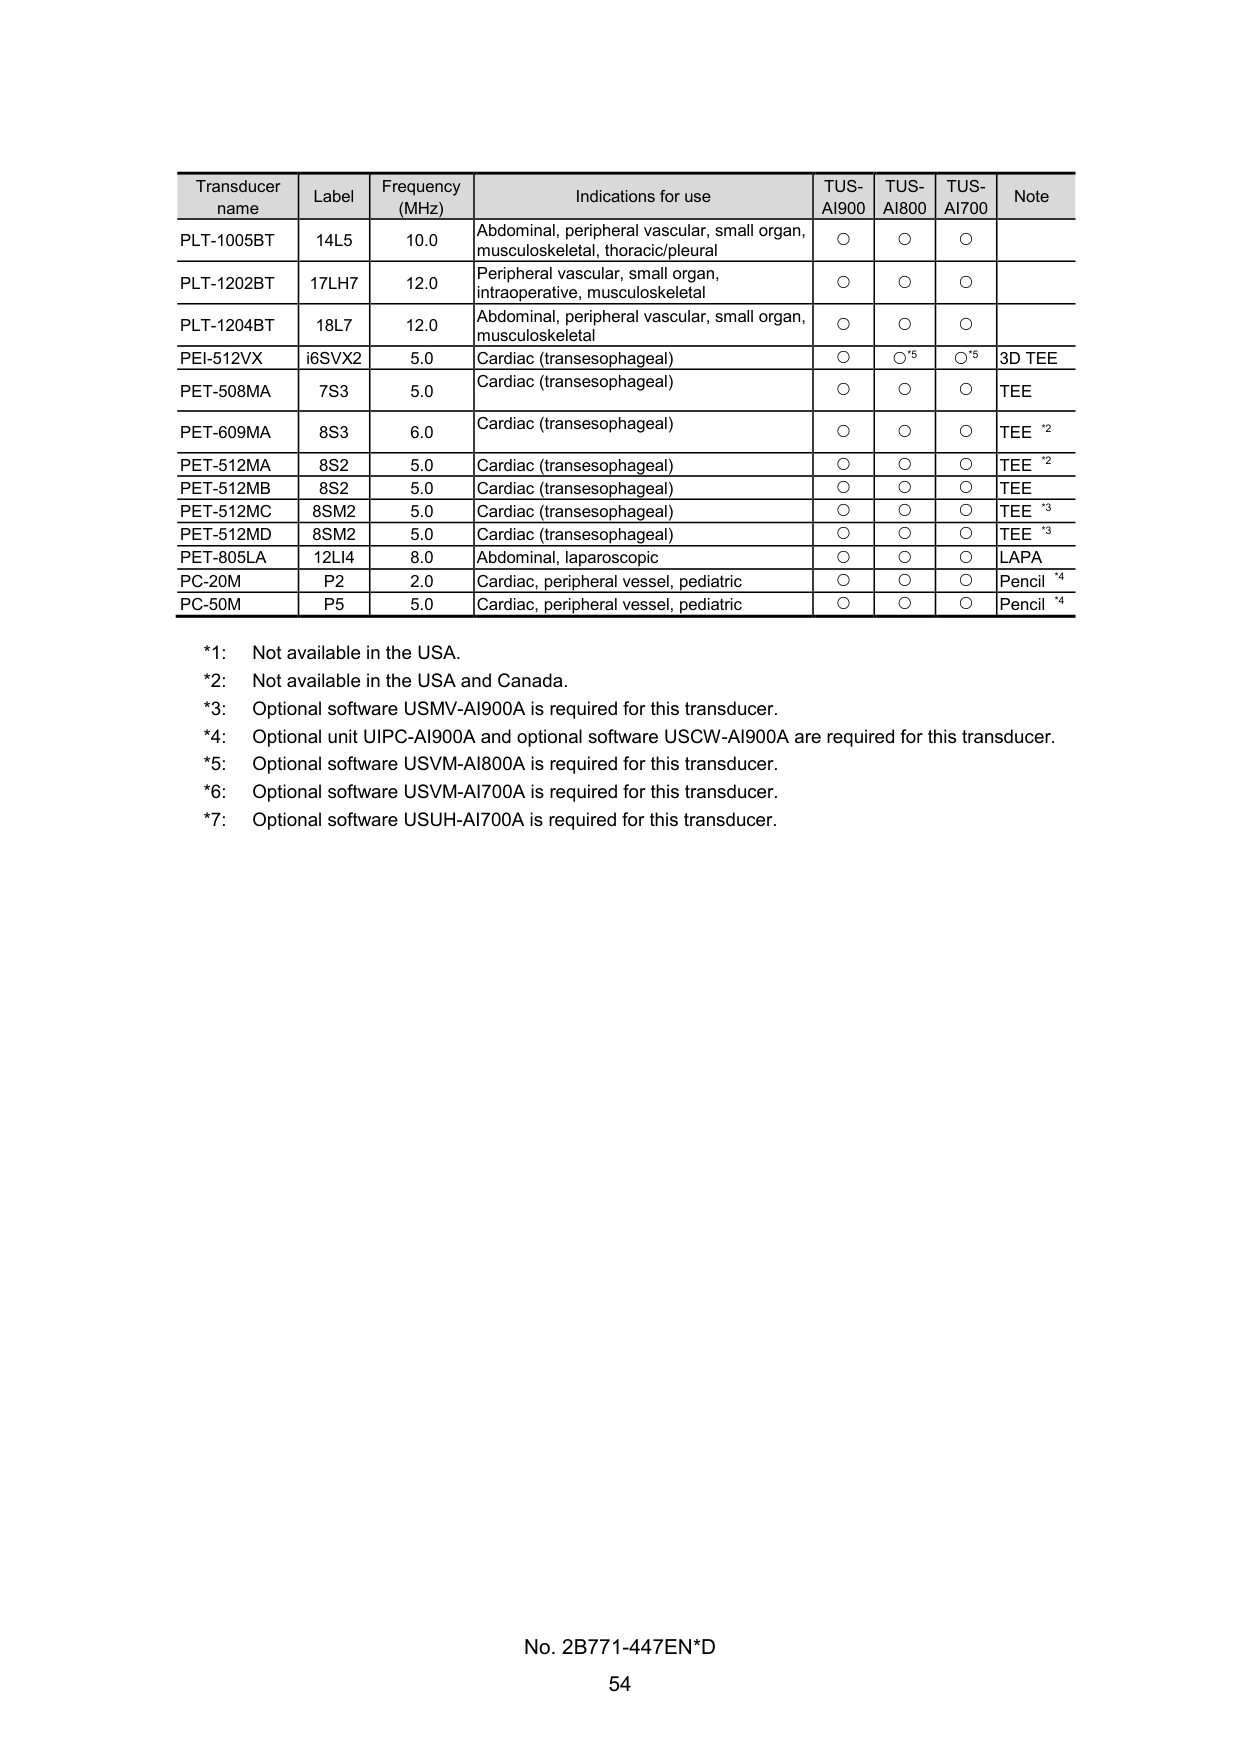 Transducer name Label Frequency (MHz) Indications for use TUS-AI900 TUS-AI800 TUS-AI700 Note
PLT-1005BT 14L5 10.0 Abdominal, peripheral vascular, small organ, musculoskeletal, thoracic/pleural ○ ○ ○
PLT-1202BT 17LH7 12.0 Peripheral vascular, small organ, intraoperative, musculoskeletal ○ ○ ○
PLT-1204BT 18L7 12.0 Abdominal, peripheral vascular, small organ, musculoskeletal ○ ○ ○
PEI-512VX i6SVX2 5.0 Cardiac (transesophageal) ○ ○*5 ○*5 3D TEE
PET-508MA 7S3 5.0 Cardiac (transesophageal) ○ ○ ○ TEE
PET-609MA 8S3 6.0 Cardiac (transesophageal) ○ ○ ○ TEE *2
PET-512MA 8S2 5.0 Cardiac (transesophageal) ○ ○ ○ TEE *2
PET-512MB 8S2 5.0 Cardiac (transesophageal) ○ ○ ○ TEE
PET-512MC 8SM2 5.0 Cardiac (transesophageal) ○ ○ ○ TEE *3
PET-512MD 8SM2 5.0 Cardiac (transesophageal) ○ ○ ○ TEE *3
PET-805LA 12LI4 8.0 Abdominal, laparoscopic ○ ○ ○ LAPA
PC-20M P2 2.0 Cardiac, peripheral vessel, pediatric ○ ○ ○ Pencil *4
PC-50M P5 5.0 Cardiac, peripheral vessel, pediatric ○ ○ ○ Pencil *4
*1: Not available in the USA.
*2: Not available in the USA and Canada.
*3: Optional software USMV-AI900A is required for this transducer.
*4: Optional unit UIPC-AI900A and optional software USCW-AI900A are required for this transducer.
*5: Optional software USVM-AI800A is required for this transducer.
*6: Optional software USVM-AI700A is required for this transducer.
*7: Optional software USUH-AI700A is required for this transducer.
No. 2B771-447EN*D
54